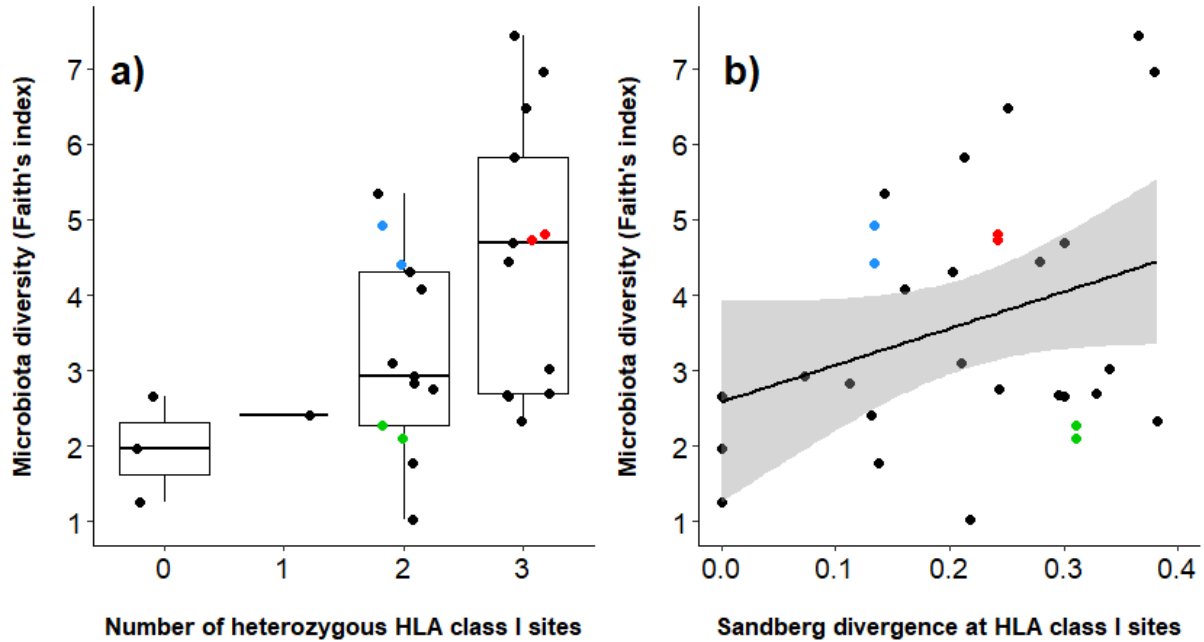 a)
Microbiota diversity (Faith's index)
7
6
5
4
3
2
1
0 1 2 3
Number of heterozygous HLA class I sites
b)
Microbiota diversity (Faith's index)
7
6
5
4
3
2
1
0.0 0.1 0.2 0.3 0.4
Sandberg divergence at HLA class I sites